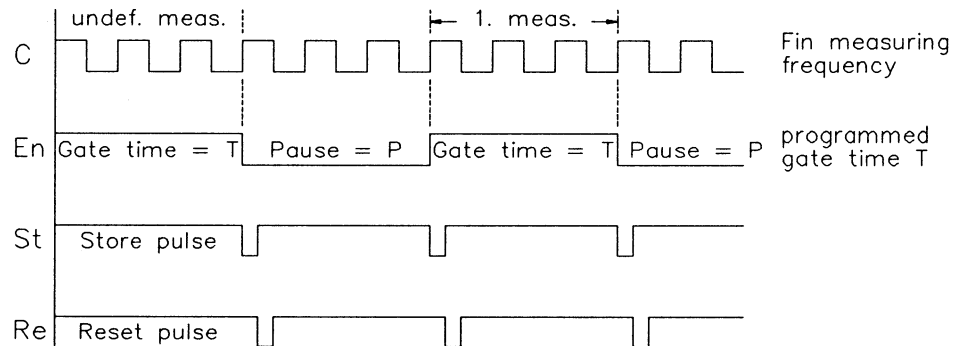 undef. meas.
1. meas.
C
Fin measuring
frequency
En
Gate time = T
Pause = P
Gate time = T
Pause = P
programmed
gate time T
St
Store pulse
Re
Reset pulse